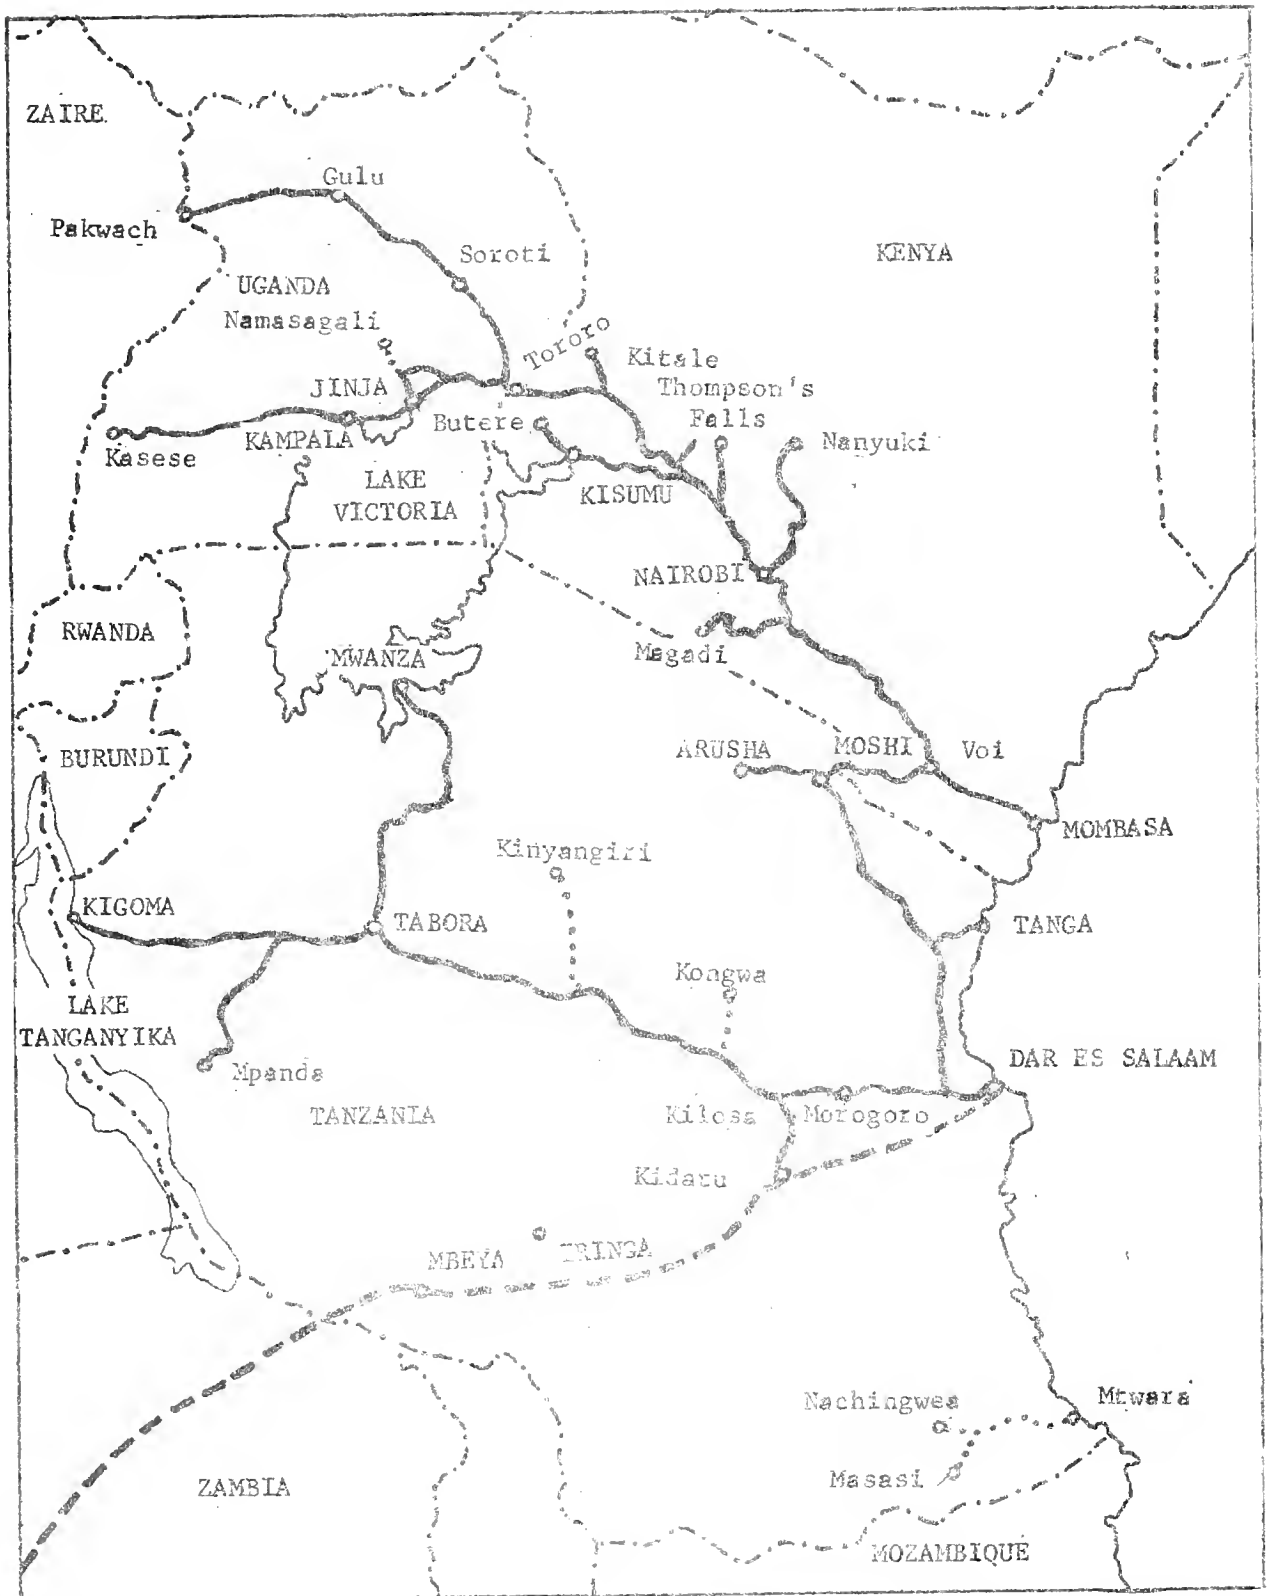 ZAIRE
Gulu
Pakwach
Soroti
KENYA
UGANDA
Namasagali
Tororo
Kitale
JINJA
Thompson's
Falls
Butere
Nanyuki
KAMPALA
Kasese
LAKE
VICTORIA
KISUMU
NAIROBI
RWANDA
Magadi
MWANZA
ARUSHA
MOSHI
Voi
BURUNDI
MOMBASA
Kinyangiri
KIGOMA
TABORA
TANGA
Kongwa
LAKE
TANGANYIKA
DAR ES SALAAM
Mpanda
TANZANIA
Kilosa
Morogoro
Kidatu
MBEYA
IRINGA
Nachingwea
Mtwara
Masasi
ZAMBIA
MOZAMBIQUE